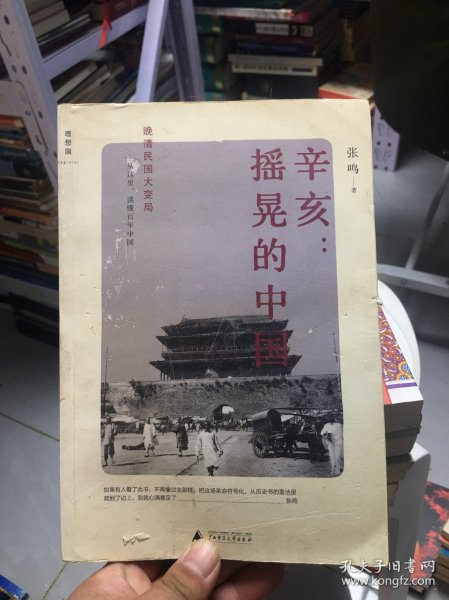 辛亥：
摇晃的中国
张鸣 著
晚清民国大变局
从这里，读懂百年中国
理想国
imaginist
如果有人看了此书，不再像过去那样，把这场革命符号化，从历史书的重地里
爬到了边上，我就心满意足了
张鸣
广西师范大学出版社
孔夫子旧书网
www.kongfz.com